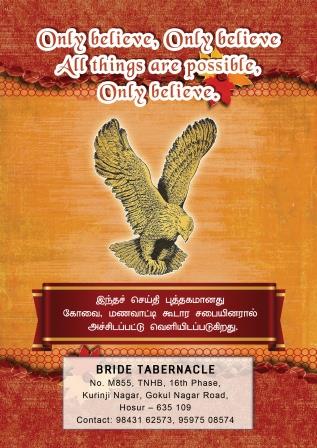 Only believe, Only believe
All things are possible,
Only believe.
இந்தச் செய்தி புத்தகமானது
கோவை, மணவாட்டி கூடார சபையினரால்
அச்சிடப்பட்டு வெளியிடப்படுகிறது.
BRIDE TABERNACLE
No. M855, TNHB, 16th Phase,
Kurinji Nagar, Gokul Nagar Road,
Hosur – 635 109
Contact: 98431 62573, 95975 08574